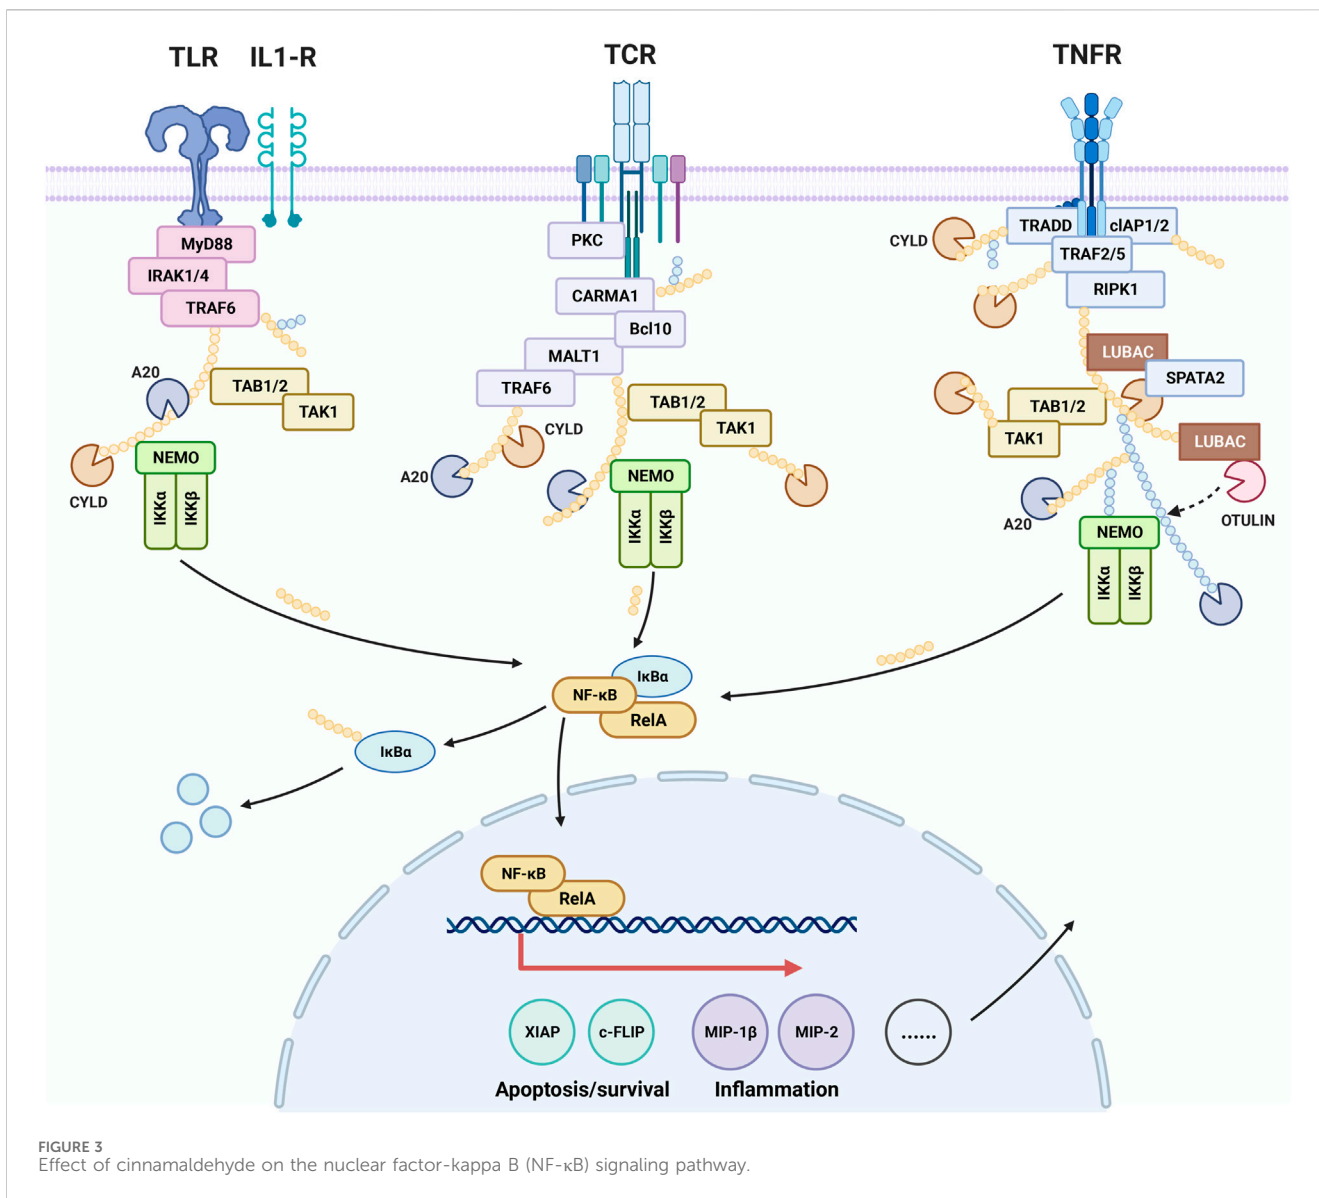 TLR
IL1-R
TCR
TNFR
MyD88
IRAK1/4
TRAF6
A20
TAB1/2
TAK1
CYLD
NEMO
IKKα
IKKβ
PKC
CARMA1
Bcl10
MALT1
TRAF6
TAB1/2
TAK1
CYLD
A20
NEMO
IKKα
IKKβ
CYLD
TRADD
cIAP1/2
TRAF2/5
RIPK1
LUBAC
SPATA2
TAB1/2
TAK1
LUBAC
A20
OTULIN
NEMO
IKKα
IKKβ
IκBα
NF-κB
RelA
IκBα
NF-κB
RelA
XIAP
c-FLIP
MIP-1β
MIP-2
......
Apoptosis/survival
Inflammation
FIGURE 3
Effect of cinnamaldehyde on the nuclear factor-kappa B (NF-κB) signaling pathway.